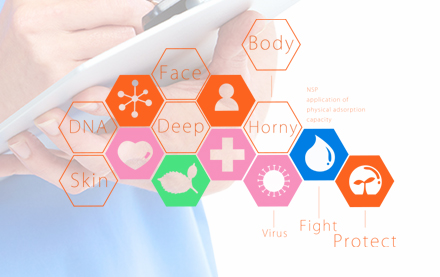 Body
Face
NSP
application of
physical adsorption
capacity
DNA
Deep
Horny
Skin
Virus
Fight
Protect